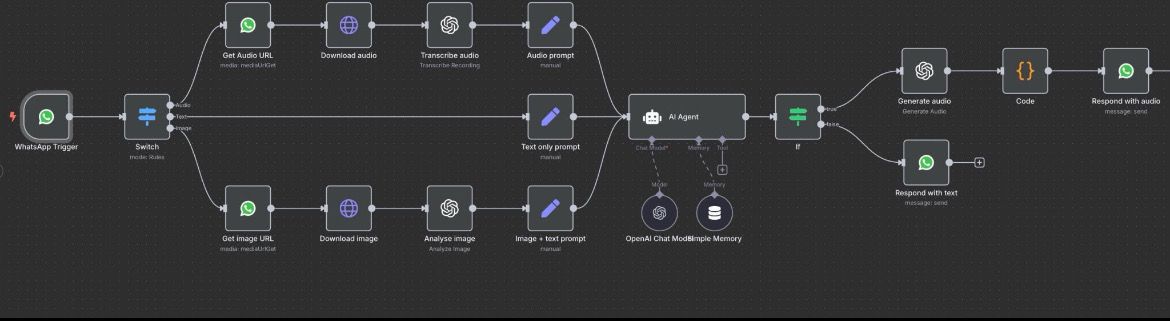 Get Audio URL
media: mediaUrlGet
Download audio
Transcribe audio
Transcribe Recording
Audio prompt
manual
WhatsApp Trigger
Switch
mode: Rules
Audio
Text
Image
Text only prompt
manual
AI Agent
Chat Model*
Memory
Tool
Model
Memory
OpenAI Chat Model
Simple Memory
If
true
false
Generate audio
Generate Audio
Code
Respond with audio
message: send
Respond with text
message: send
Get image URL
media: mediaUrlGet
Download image
Analyse image
Analyze Image
Image + text prompt
manual